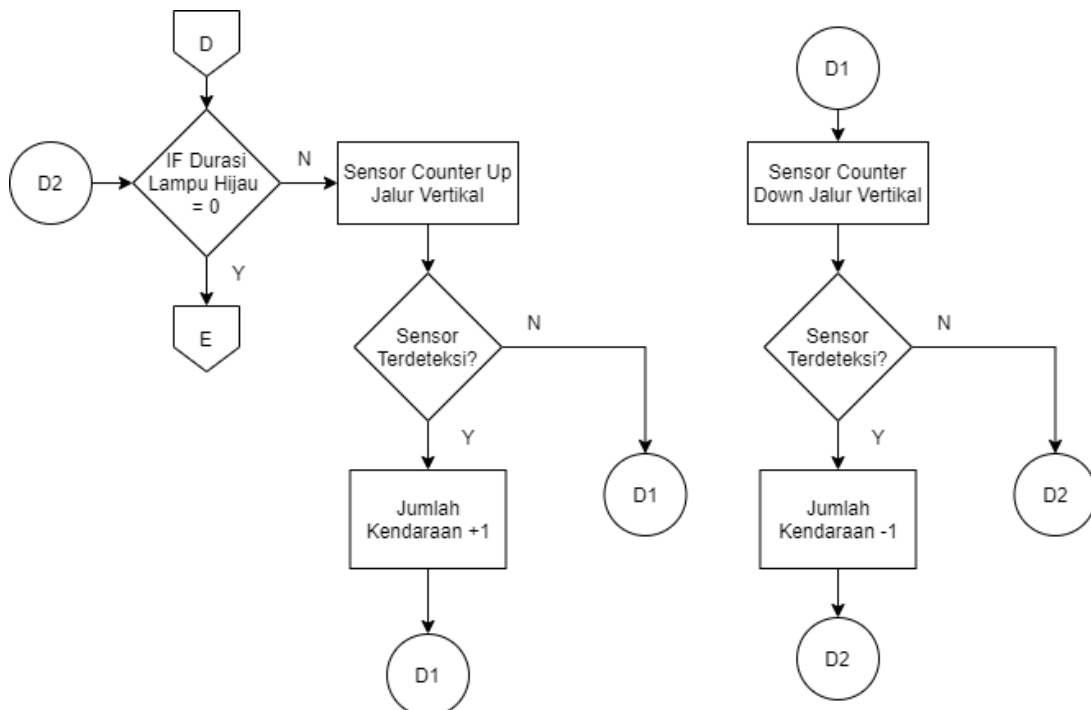 D
D2
IF Durasi
Lampu Hijau
= 0
N
Y
E
Sensor Counter Up
Jalur Vertikal
Sensor
Terdeteksi?
N
Y
D1
Jumlah
Kendaraan +1
D1
D1
Sensor Counter
Down Jalur Vertikal
Sensor
Terdeteksi?
N
Y
D2
Jumlah
Kendaraan -1
D2